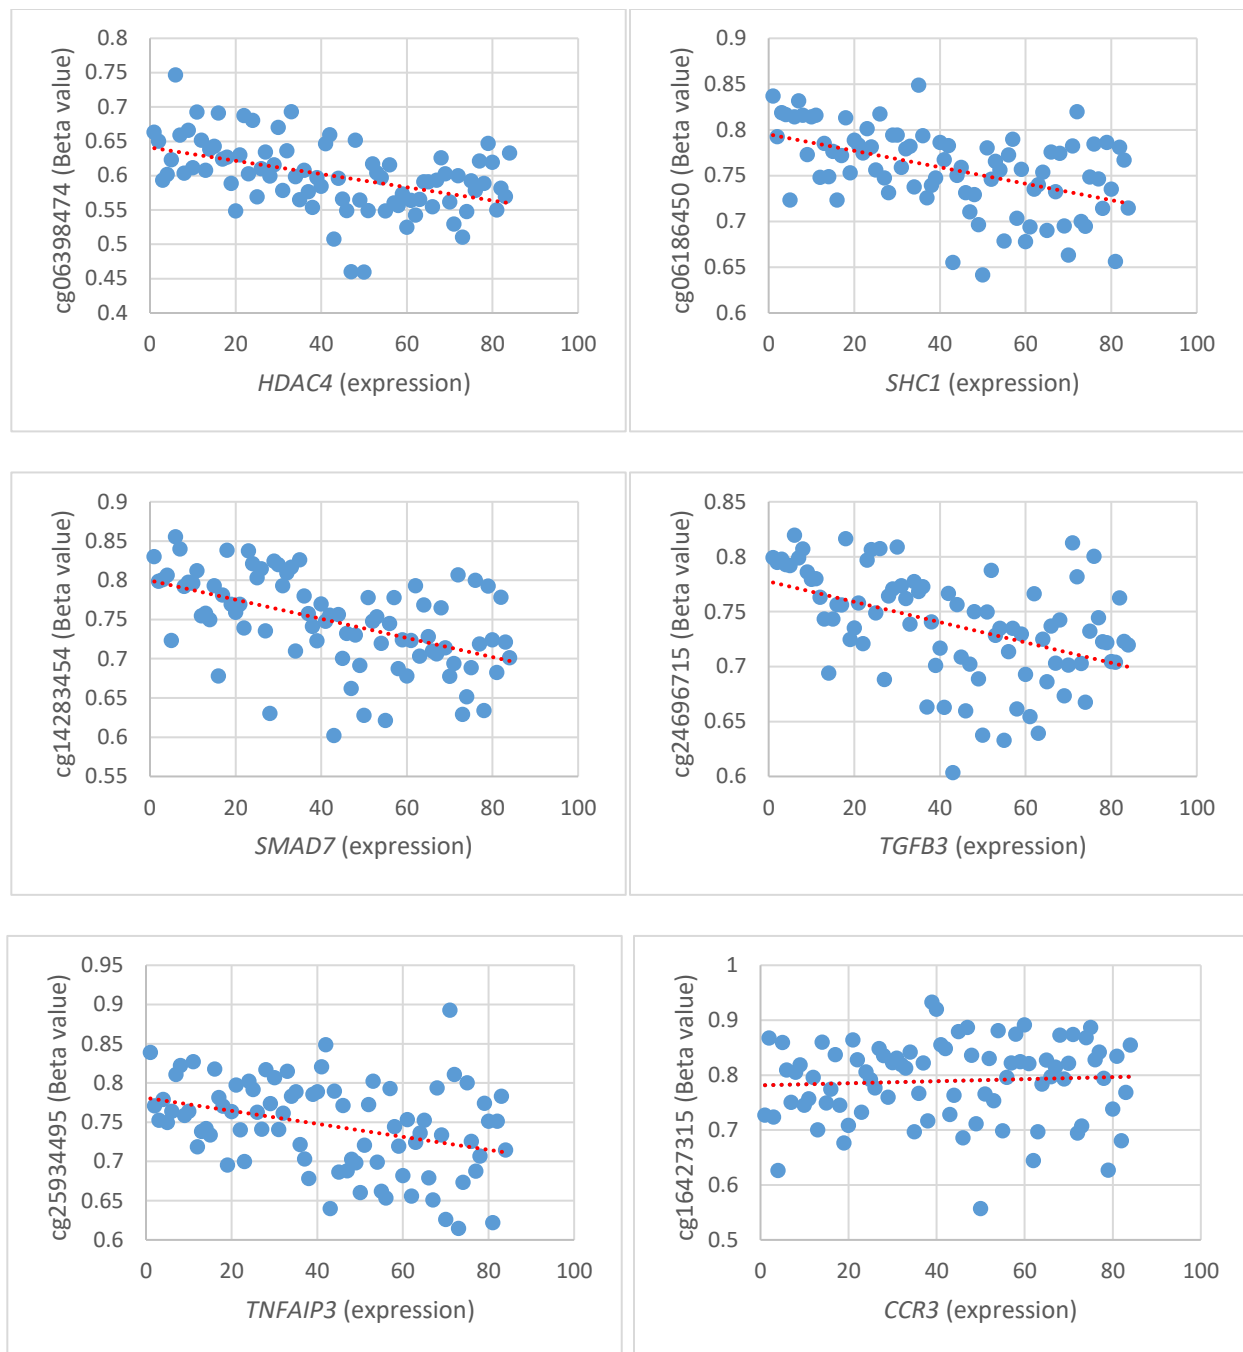 0.8
0.75
0.7
0.65
0.6
0.55
0.5
0.45
0.4
cg06398474 (Beta value)
0 20 40 60 80 100
HDAC4 (expression)
0.9
0.85
0.8
0.75
0.7
0.65
0.6
cg06186450 (Beta value)
0 20 40 60 80 100
SHC1 (expression)
0.9
0.85
0.8
0.75
0.7
0.65
0.6
0.55
cg14283454 (Beta value)
0 20 40 60 80 100
SMAD7 (expression)
0.85
0.8
0.75
0.7
0.65
0.6
cg24696715 (Beta value)
0 20 40 60 80 100
TGFB3 (expression)
0.95
0.9
0.85
0.8
0.75
0.7
0.65
0.6
cg25934495 (Beta value)
0 20 40 60 80 100
TNFAIP3 (expression)
1
0.9
0.8
0.7
0.6
0.5
cg16427315 (Beta value)
0 20 40 60 80 100
CCR3 (expression)